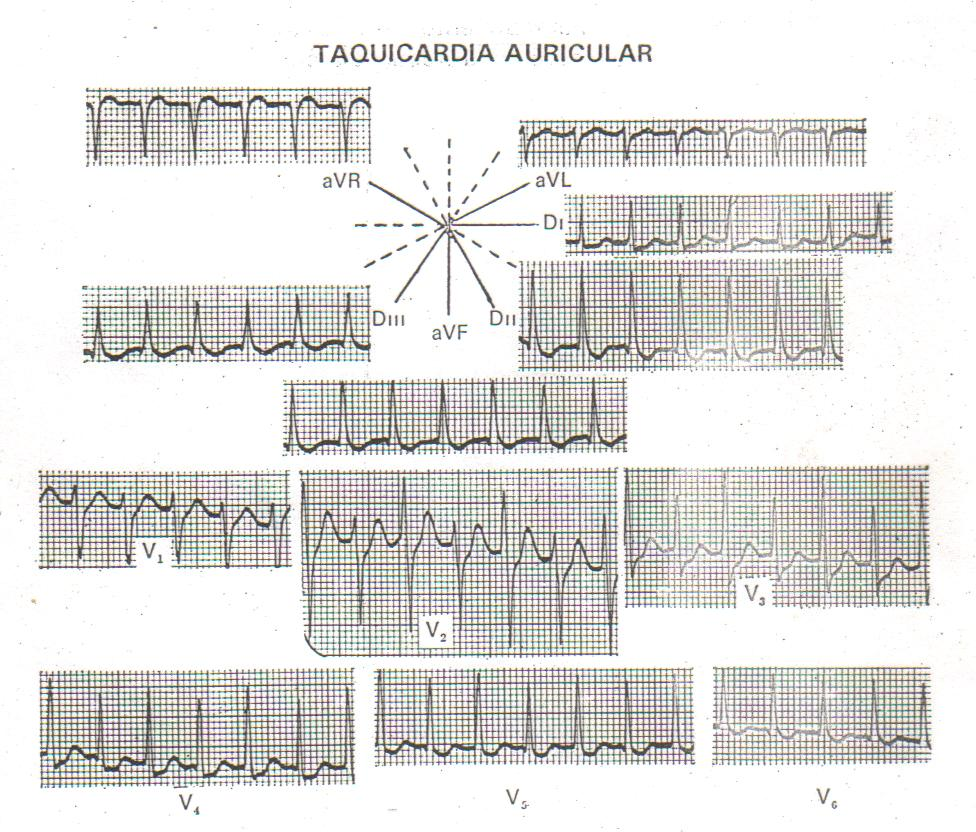 TAQUICARDIA AURICULAR
aVR
aVL
DI
DIII
aVF
DII
V1
V2
V3
V4
V5
V6